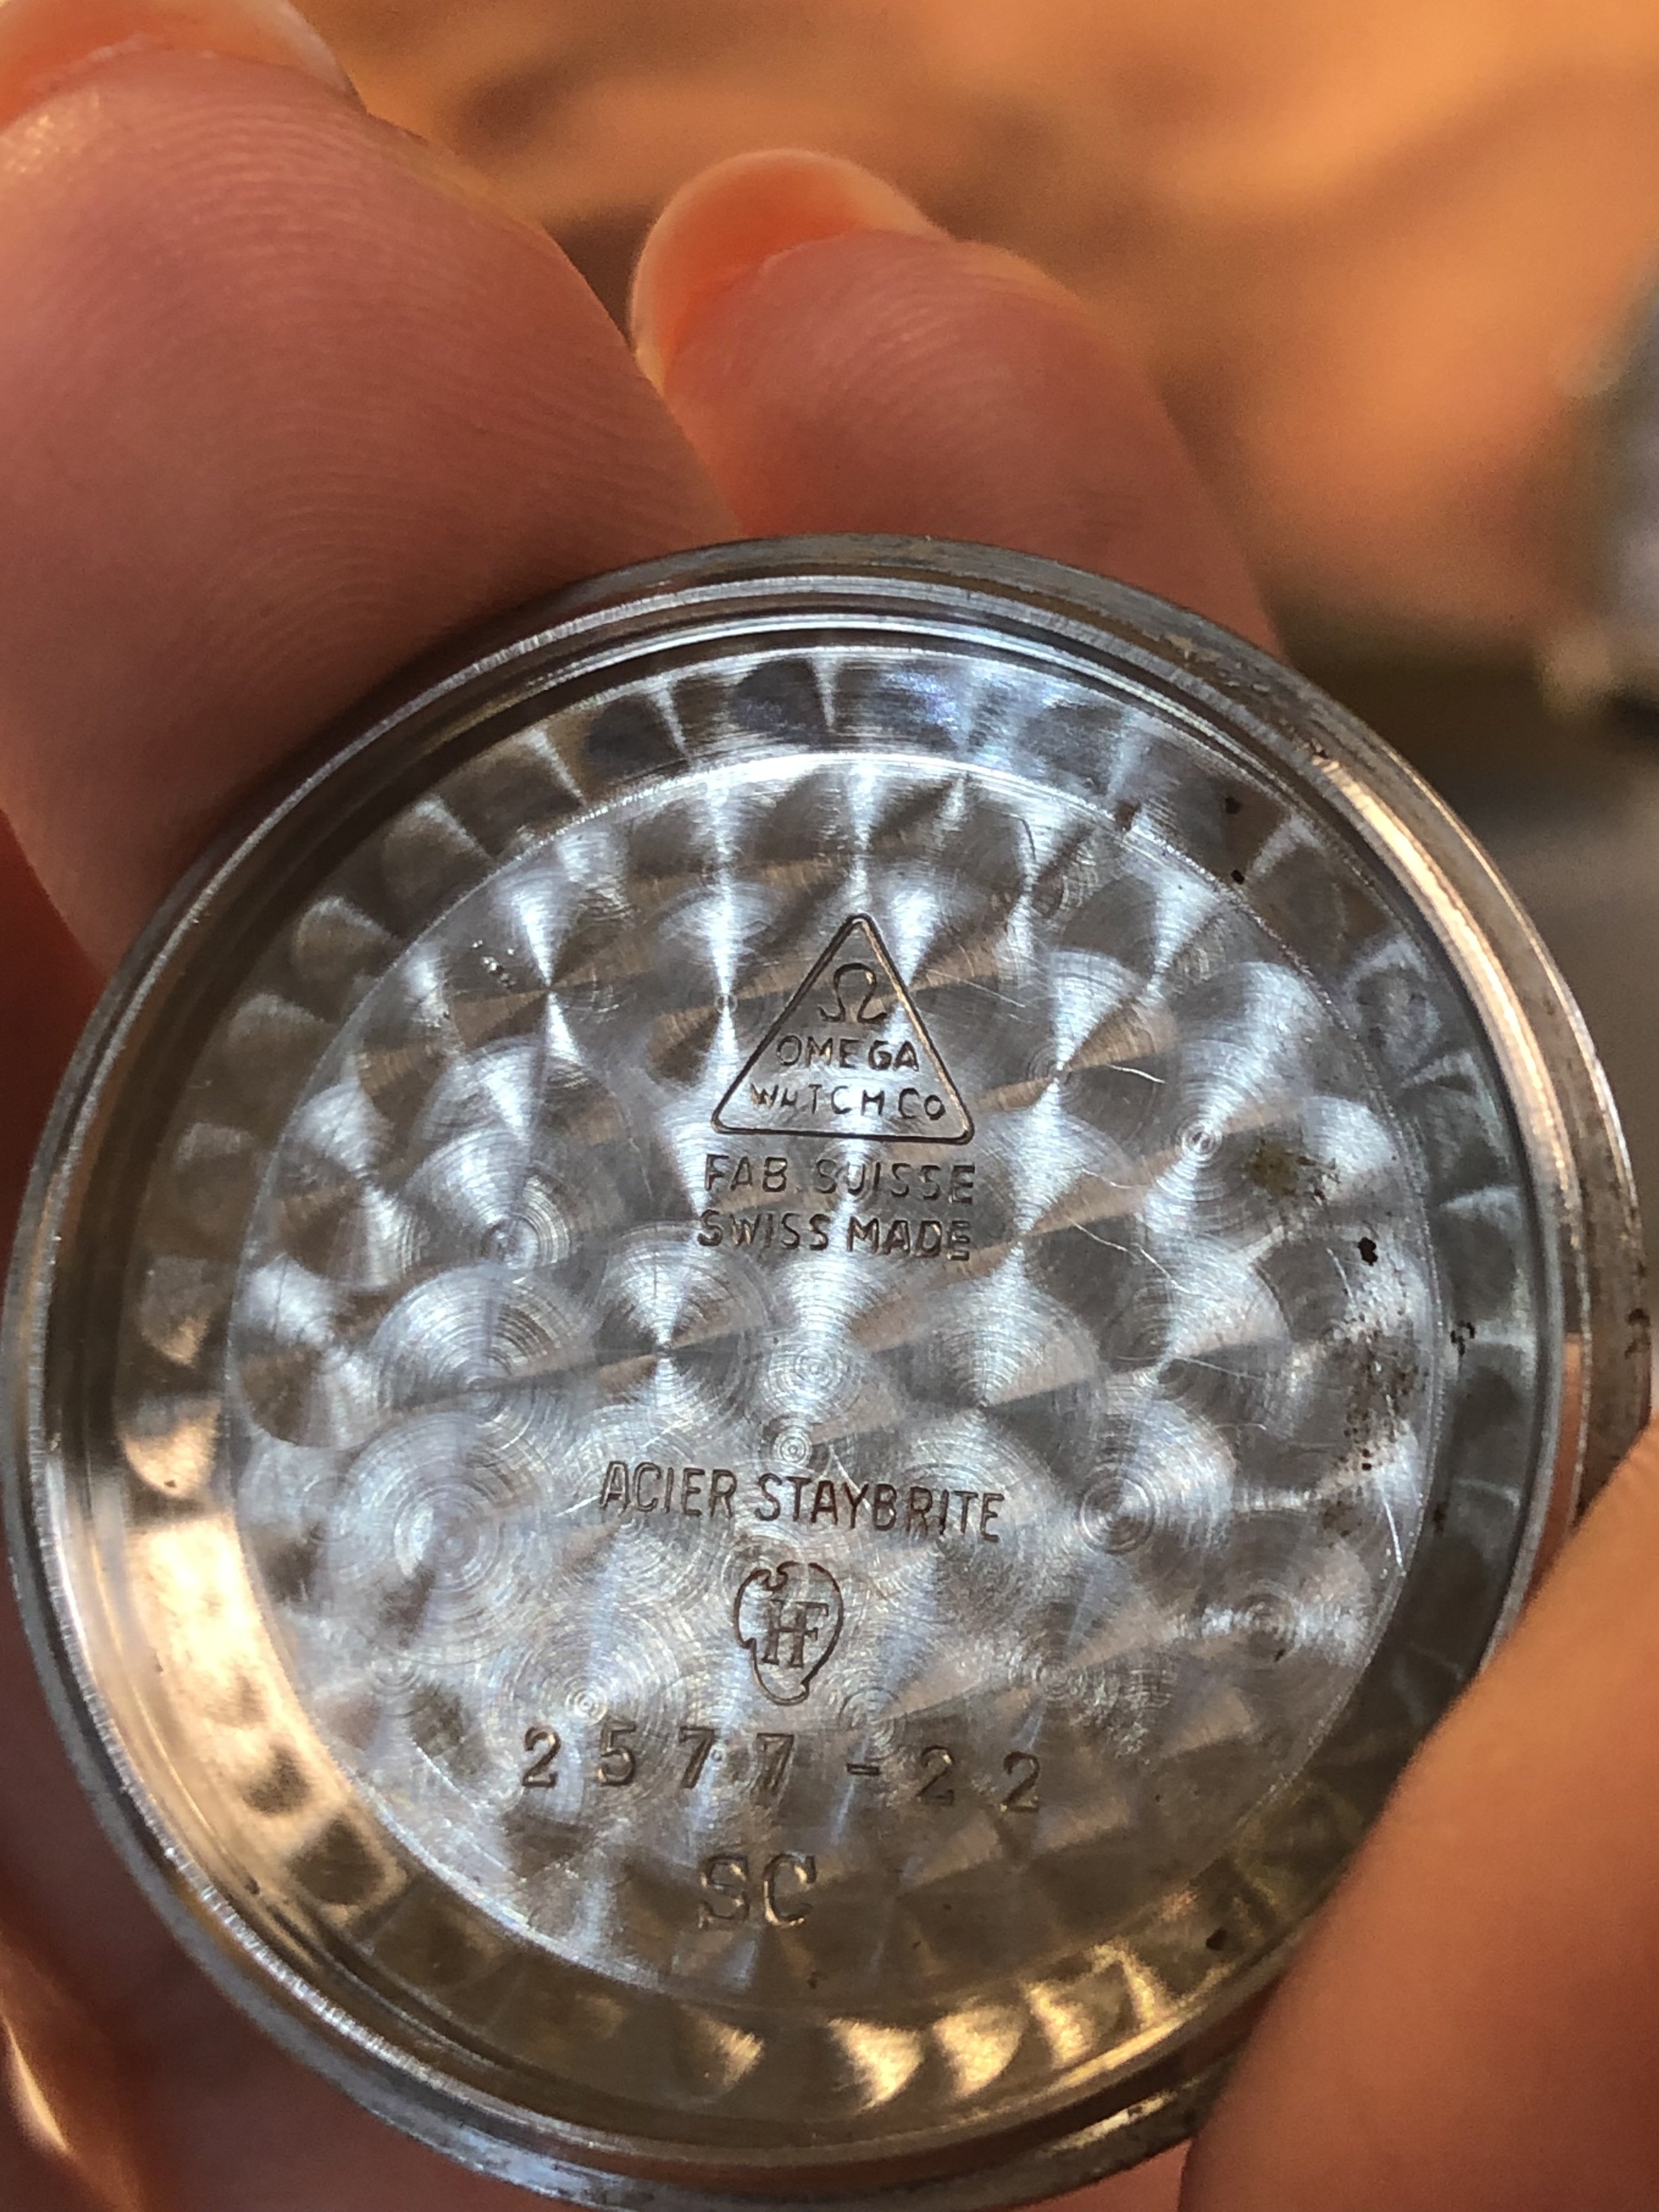 Ω
OMEGA
WATCH Co
FAB. SUISSE
SWISS MADE
ACIER STAYBRITE
HF
2577-22
SC